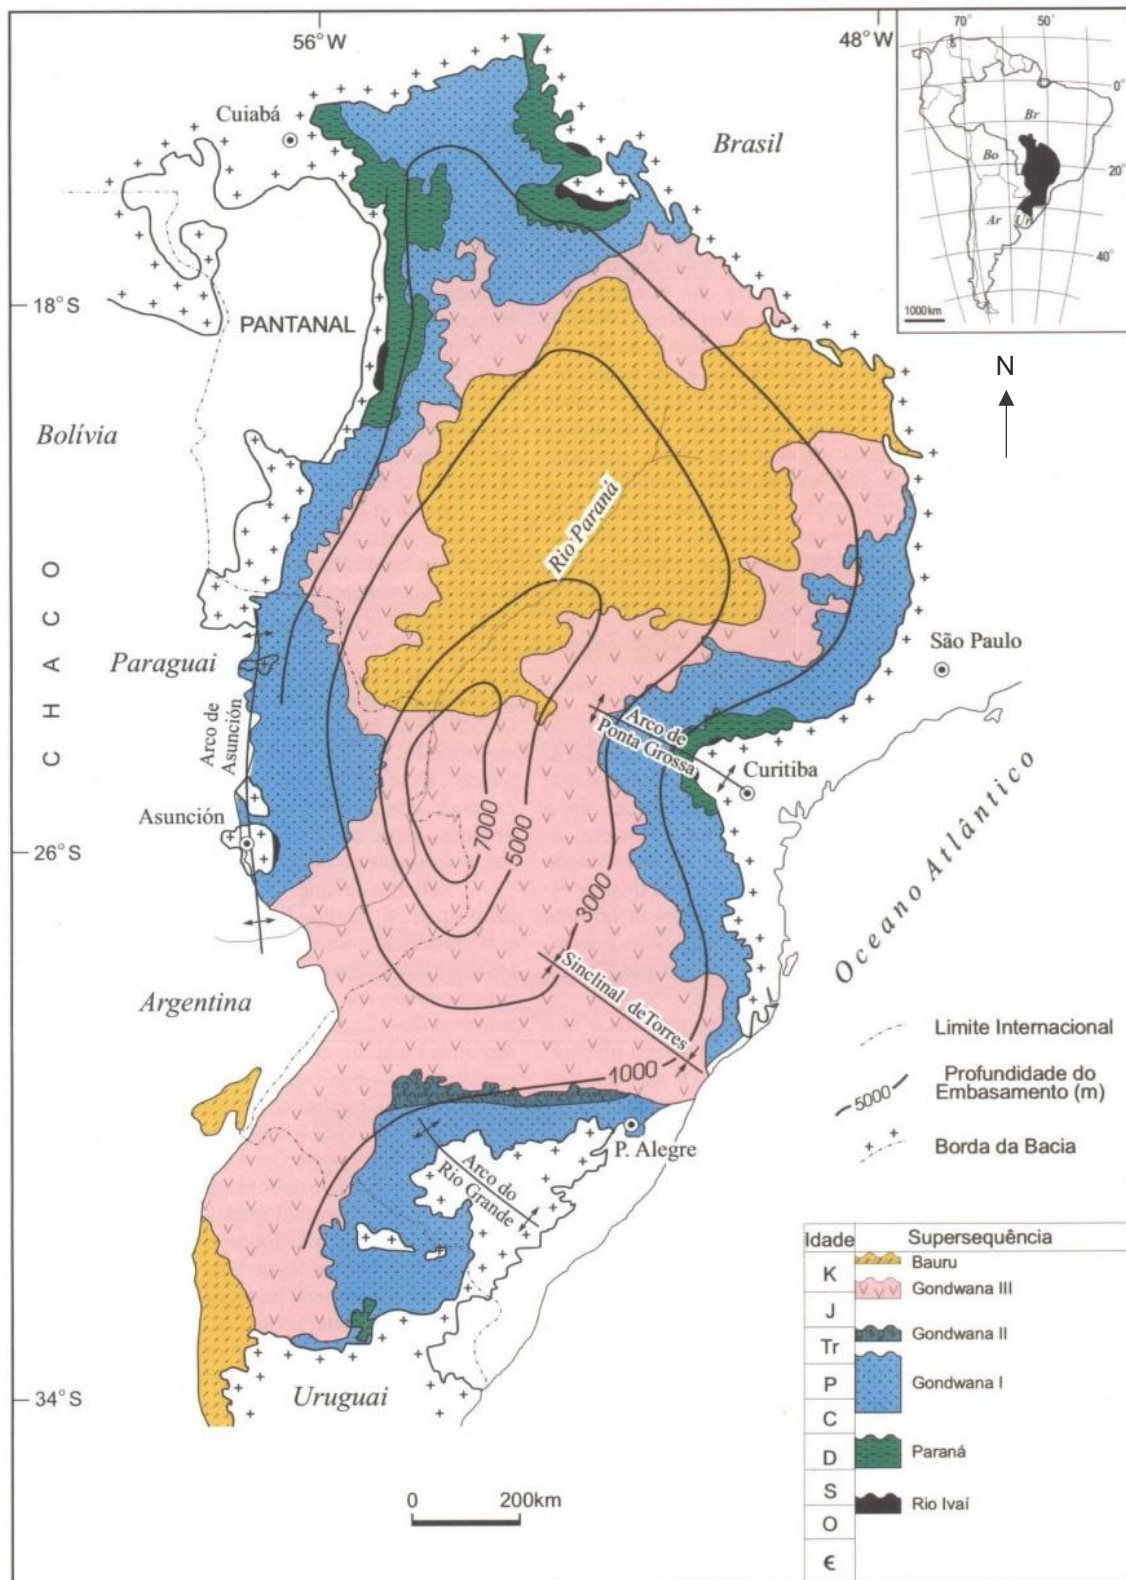 56°W
48°W
70°
50°
0°
Br
Bo
20°
Ar
Ur
40°
1000km
N
Cuiabá
Brasil
18°S
PANTANAL
Bolívia
Rio Paraná
CHACO
Paraguai
São Paulo
Arco de
Asunción
Arco de
Ponta Grossa
Curitiba
Asunción
7000
5000
26°S
3000
Oceano Atlântico
Sinclinal de Torres
Argentina
1000
Limite Internacional
5000
Profundidade do
Embasamento (m)
P. Alegre
Borda da Bacia
Arco do
Rio Grande
Idade
Supersequência
K
Bauru
Gondwana III
J
Gondwana II
Tr
P
Gondwana I
C
D
Paraná
S
Rio Ivaí
O
Є
Uruguai
34°S
0
200km